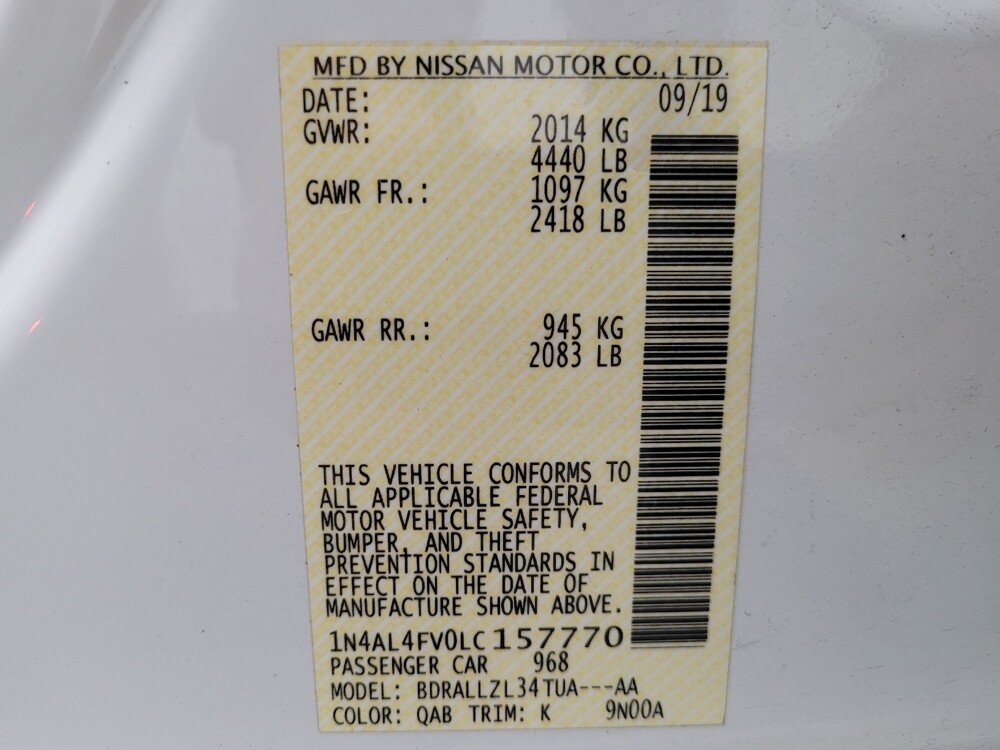 MFD BY NISSAN MOTOR CO., LTD.
DATE: 09/19
GVWR: 2014 KG
4440 LB
GAWR FR.: 1097 KG
2418 LB
GAWR RR.: 945 KG
2083 LB
THIS VEHICLE CONFORMS TO
ALL APPLICABLE FEDERAL
MOTOR VEHICLE SAFETY,
BUMPER, AND THEFT
PREVENTION STANDARDS IN
EFFECT ON THE DATE OF
MANUFACTURE SHOWN ABOVE.
1N4AL4FV0LC157770
PASSENGER CAR 968
MODEL: BDRALLZL34TUA---AA
COLOR: QAB TRIM: K 9N00A